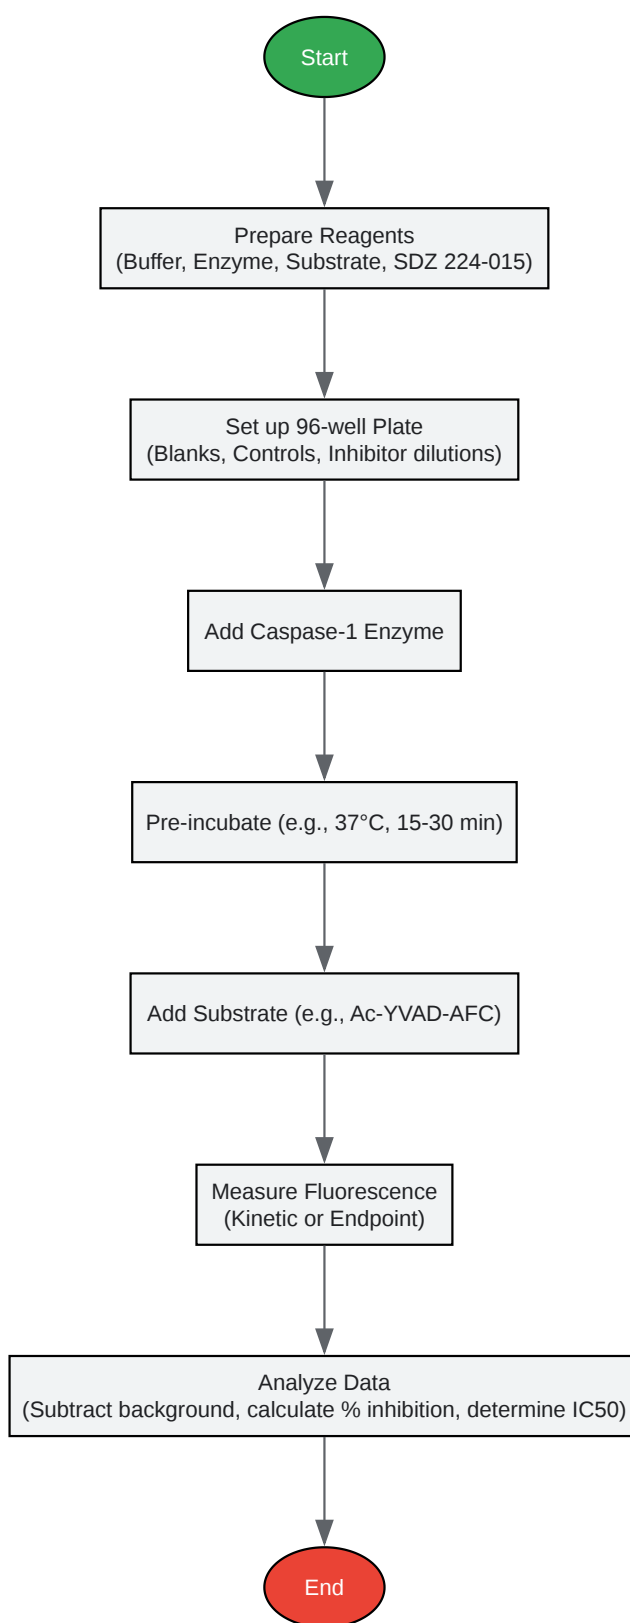 Start
Prepare Reagents
(Buffer, Enzyme, Substrate, SDZ 224-015)
Set up 96-well Plate
(Blanks, Controls, Inhibitor dilutions)
Add Caspase-1 Enzyme
Pre-incubate (e.g., 37°C, 15-30 min)
Add Substrate (e.g., Ac-YVAD-AFC)
Measure Fluorescence
(Kinetic or Endpoint)
Analyze Data
(Subtract background, calculate % inhibition, determine IC50)
End